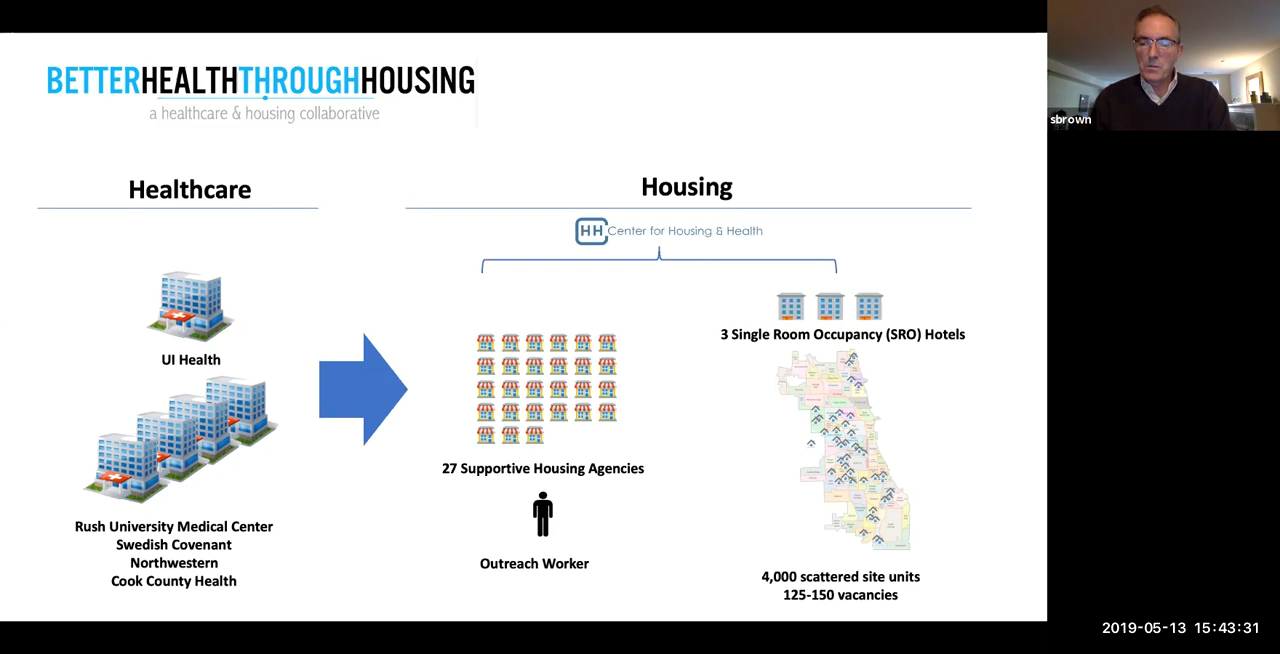 BETTERHEALTHTHROUGHHOUSING
a healthcare & housing collaborative
sbrown
Healthcare
Housing
HH Center for Housing & Health
UI Health
3 Single Room Occupancy (SRO) Hotels
27 Supportive Housing Agencies
Rush University Medical Center
Swedish Covenant
Northwestern
Cook County Health
Outreach Worker
4,000 scattered site units
125-150 vacancies
2019-05-13 15:43:31